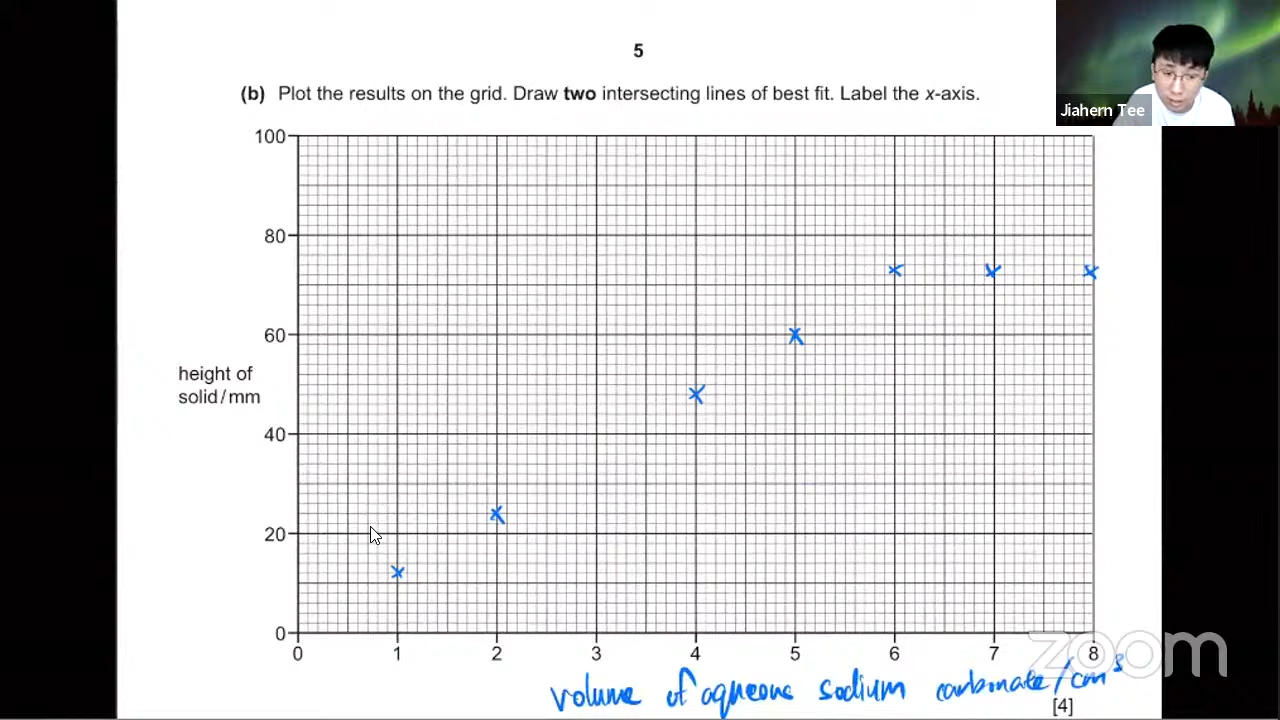 5
Jiahern Tee
(b) Plot the results on the grid. Draw two intersecting lines of best fit. Label the x-axis.
100
80
60
height of
solid/mm
40
20
0
0 1 2 3 4 5 6 7 8
zoom
volume of aqueous sodium carbonate/cm³
[4]